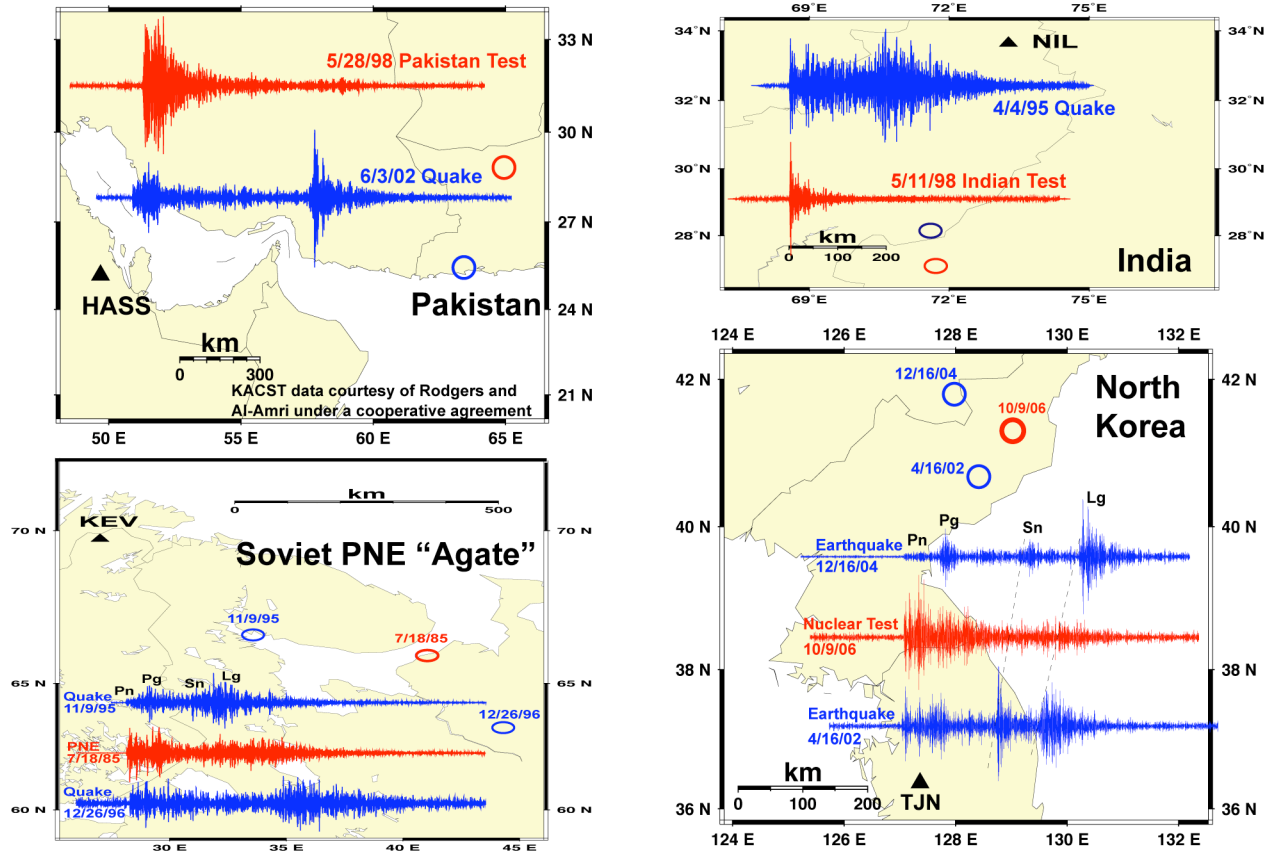 33 N
30 N
27 N
24 N
21 N
5/28/98 Pakistan Test
6/3/02 Quake
HASS
Pakistan
km
0 300
KACST data courtesy of Rodgers and
Al-Amri under a cooperative agreement
50 E 55 E 60 E 65 E
69°E 72°E 75°E
34°N
32°N
30°N
28°N
34°N
32°N
30°N
28°N
NIL
4/4/95 Quake
5/11/98 Indian Test
km
0 100 200
India
69°E 72°E 75°E
70 N
65 N
60 N
70 N
65 N
60 N
km
0 500
KEV
Soviet PNE “Agate”
11/9/95
7/18/85
12/26/96
Pn Pg Sn Lg
Quake
11/9/95
PNE
7/18/85
Quake
12/26/96
30 E 35 E 40 E 45 E
124 E 126 E 128 E 130 E 132 E
42 N
40 N
38 N
36 N
42 N
40 N
38 N
36 N
North
Korea
12/16/04
10/9/06
4/16/02
Pn Pg Sn Lg
Earthquake
12/16/04
Nuclear Test
10/9/06
Earthquake
4/16/02
km
0 100 200
TJN
124 E 126 E 128 E 130 E 132 E